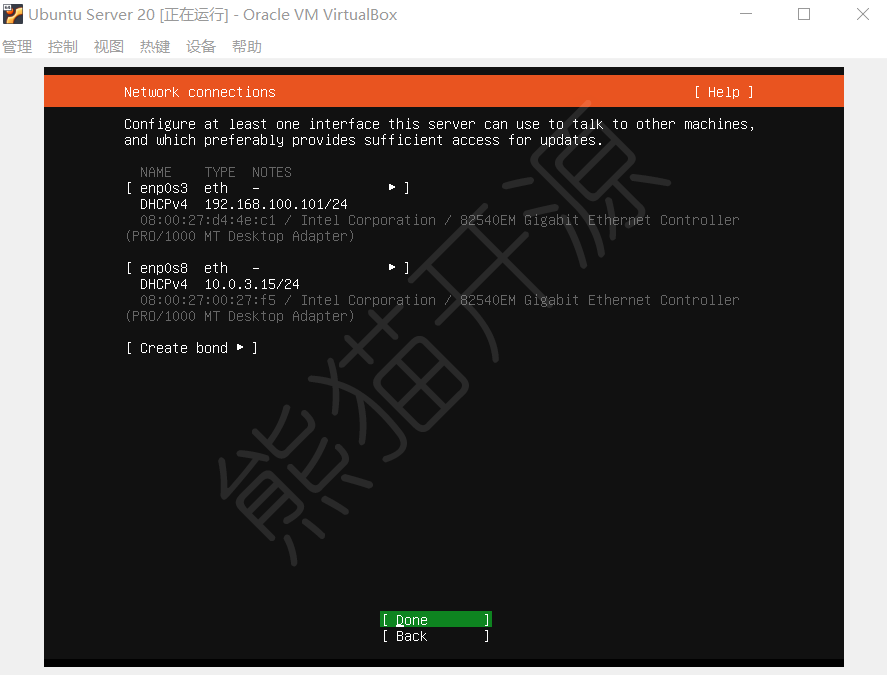 Ubuntu Server 20 [正在运行] - Oracle VM VirtualBox
管理 控制 视图 热键 设备 帮助
Network connections [ Help ]
Configure at least one interface this server can use to talk to other machines,
and which preferably provides sufficient access for updates.
NAME TYPE NOTES
[ enp0s3 eth - ▸ ]
DHCPv4 192.168.100.101/24
08:00:27:d4:4e:c1 / Intel Corporation / 82540EM Gigabit Ethernet Controller
(PRO/1000 MT Desktop Adapter)
[ enp0s8 eth - ▸ ]
DHCPv4 10.0.3.15/24
08:00:27:00:27:f5 / Intel Corporation / 82540EM Gigabit Ethernet Controller
(PRO/1000 MT Desktop Adapter)
[ Create bond ▸ ]
熊猫开源
[ Done ]
[ Back ]